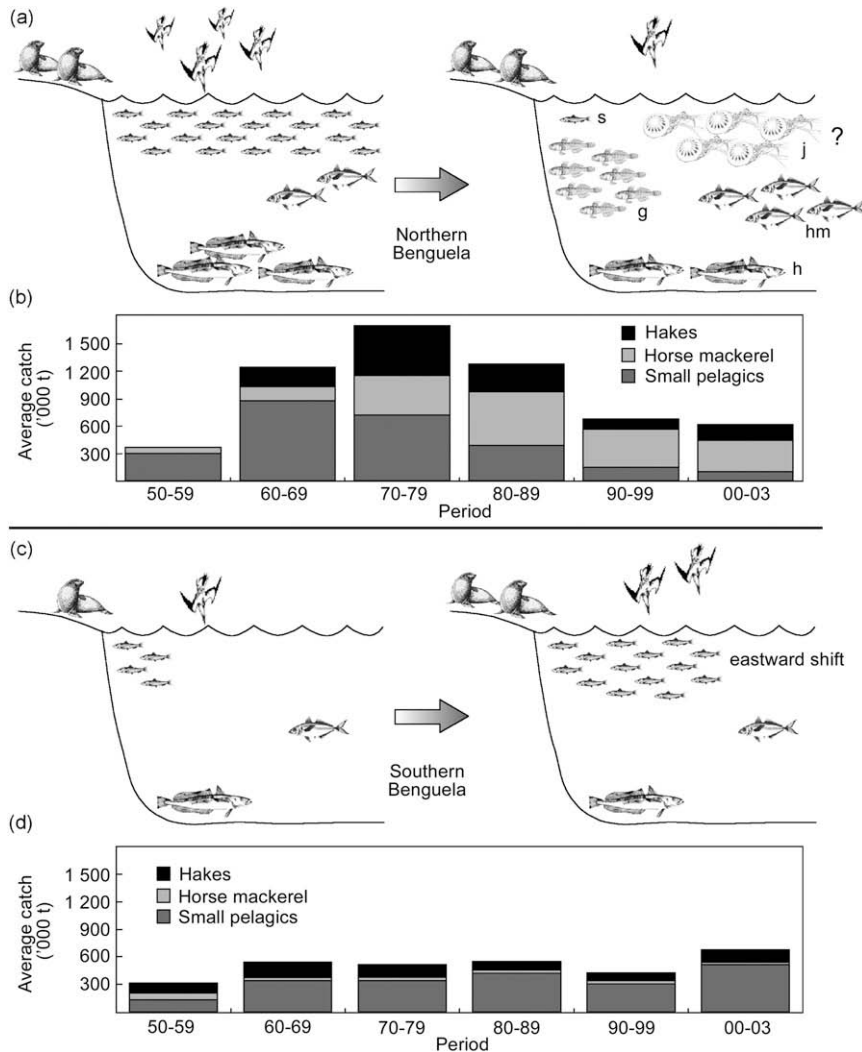 (a)
s
j
?
g
hm
h
Northern
Benguela
(b)
Average catch
('000 t)
1 500
1 200
900
600
300
Hakes
Horse mackerel
Small pelagics
50-59 60-69 70-79 80-89 90-99 00-03
Period
(c)
eastward shift
Southern
Benguela
(d)
Average catch
('000 t)
1 500
1 200
900
600
300
Hakes
Horse mackerel
Small pelagics
50-59 60-69 70-79 80-89 90-99 00-03
Period